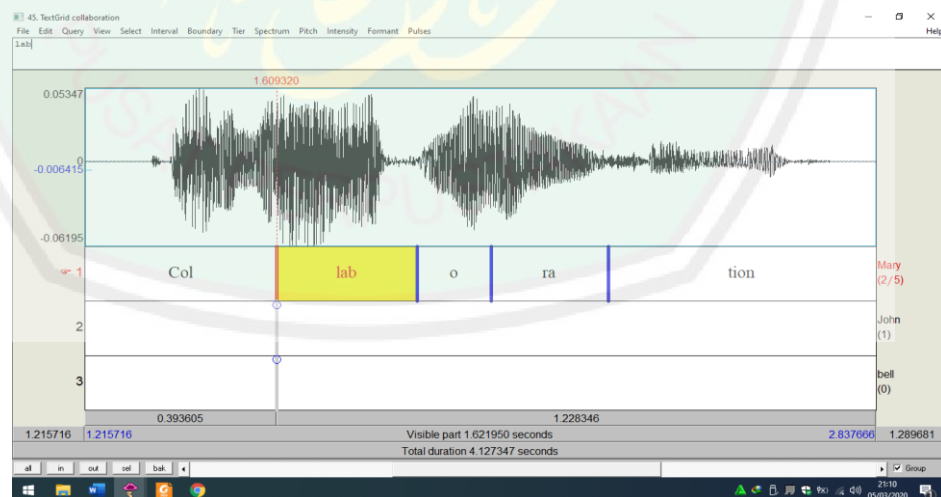 45. TextGrid collaboration
File Edit Query View Select Interval Boundary Tier Spectrum Pitch Intensity Formant Pulses Help
lab
1.609320
0.05347
0
-0.006415
-0.06195
1 Col lab o ra tion Mary (2/5)
2 John (1)
3 bell (0)
0.393605 1.228346
1.215716 1.215716 Visible part 1.621950 seconds 2.837666 1.289681
Total duration 4.127347 seconds
all in out sel bak Group
21:10
05/03/2020